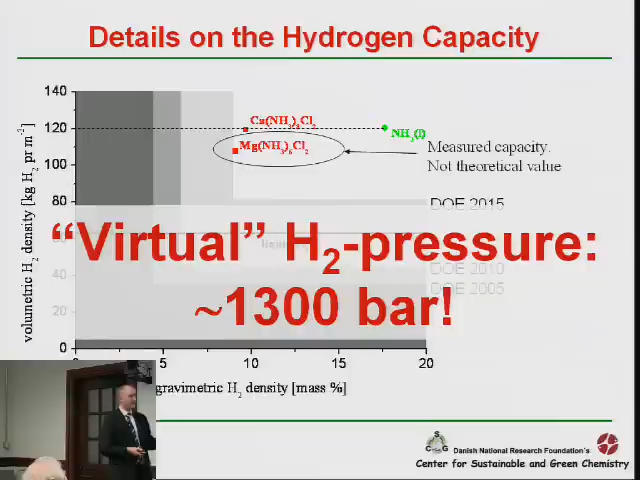 Details on the Hydrogen Capacity
volumetric H2 density [kg H2 pr m-3]
140
120
100
80
60
40
20
0
Ca(NH3)8Cl2
Mg(NH3)6Cl2
NH3(l)
Measured capacity.
Not theoretical value
DOE 2015
"Virtual" H2-pressure:
~1300 bar!
DOE 2010
DOE 2005
0
5
10
15
20
gravimetric H2 density [mass %]
C S G
Danish National Research Foundation's
Center for Sustainable and Green Chemistry